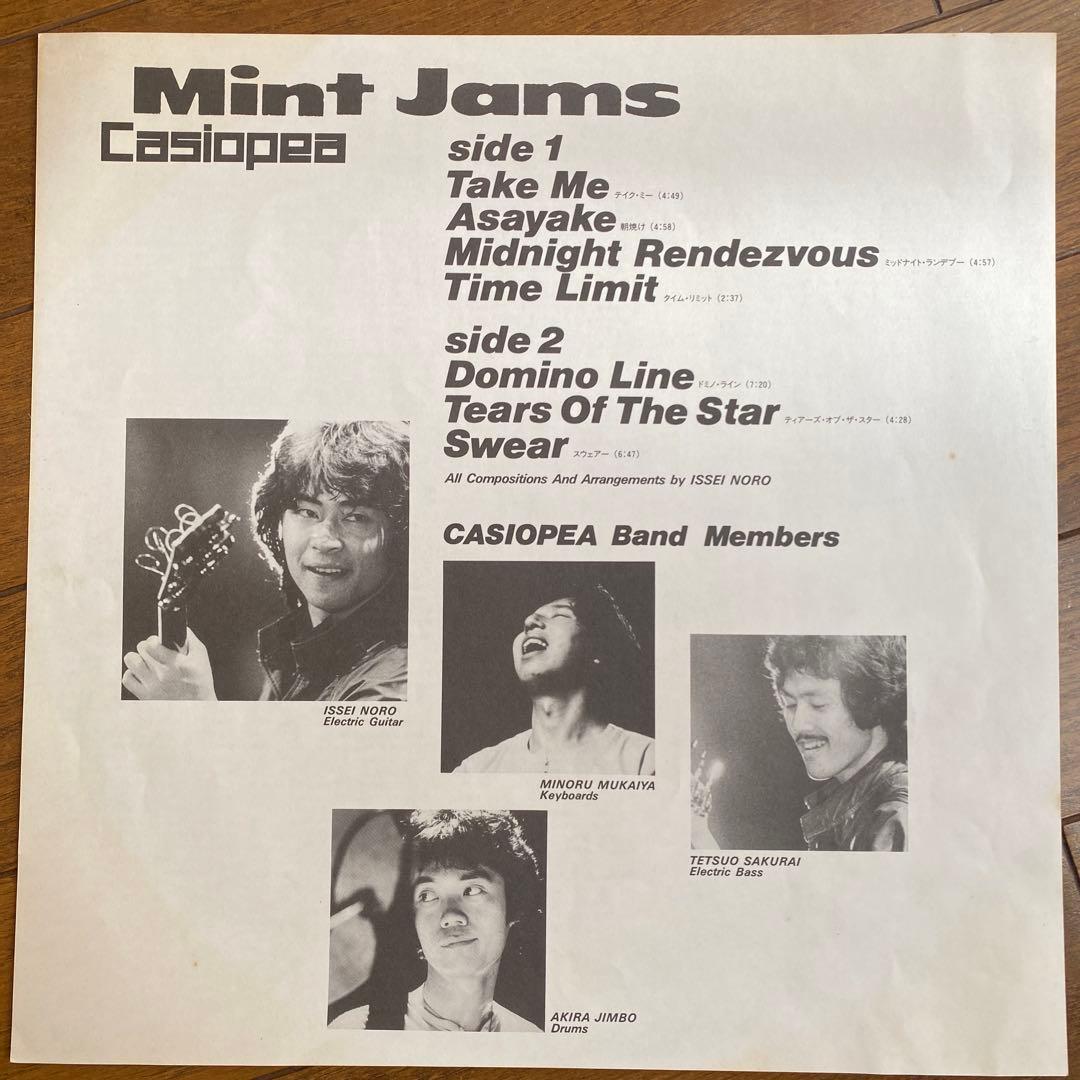 Mint Jams
Casiopea
side 1
Take Me テイク・ミー (4:49)
Asayake 朝焼け (4:58)
Midnight Rendezvous ミッドナイト・ランデブー (4:57)
Time Limit タイム・リミット (2:37)
side 2
Domino Line ドミノ・ライン (7:20)
Tears Of The Star ティアーズ・オブ・ザ・スター (4:28)
Swear スウェアー (6:47)
All Compositions And Arrangements by ISSEI NORO
CASIOPEA Band Members
ISSEI NORO
Electric Guitar
MINORU MUKAIYA
Keyboards
TETSUO SAKURAI
Electric Bass
AKIRA JIMBO
Drums